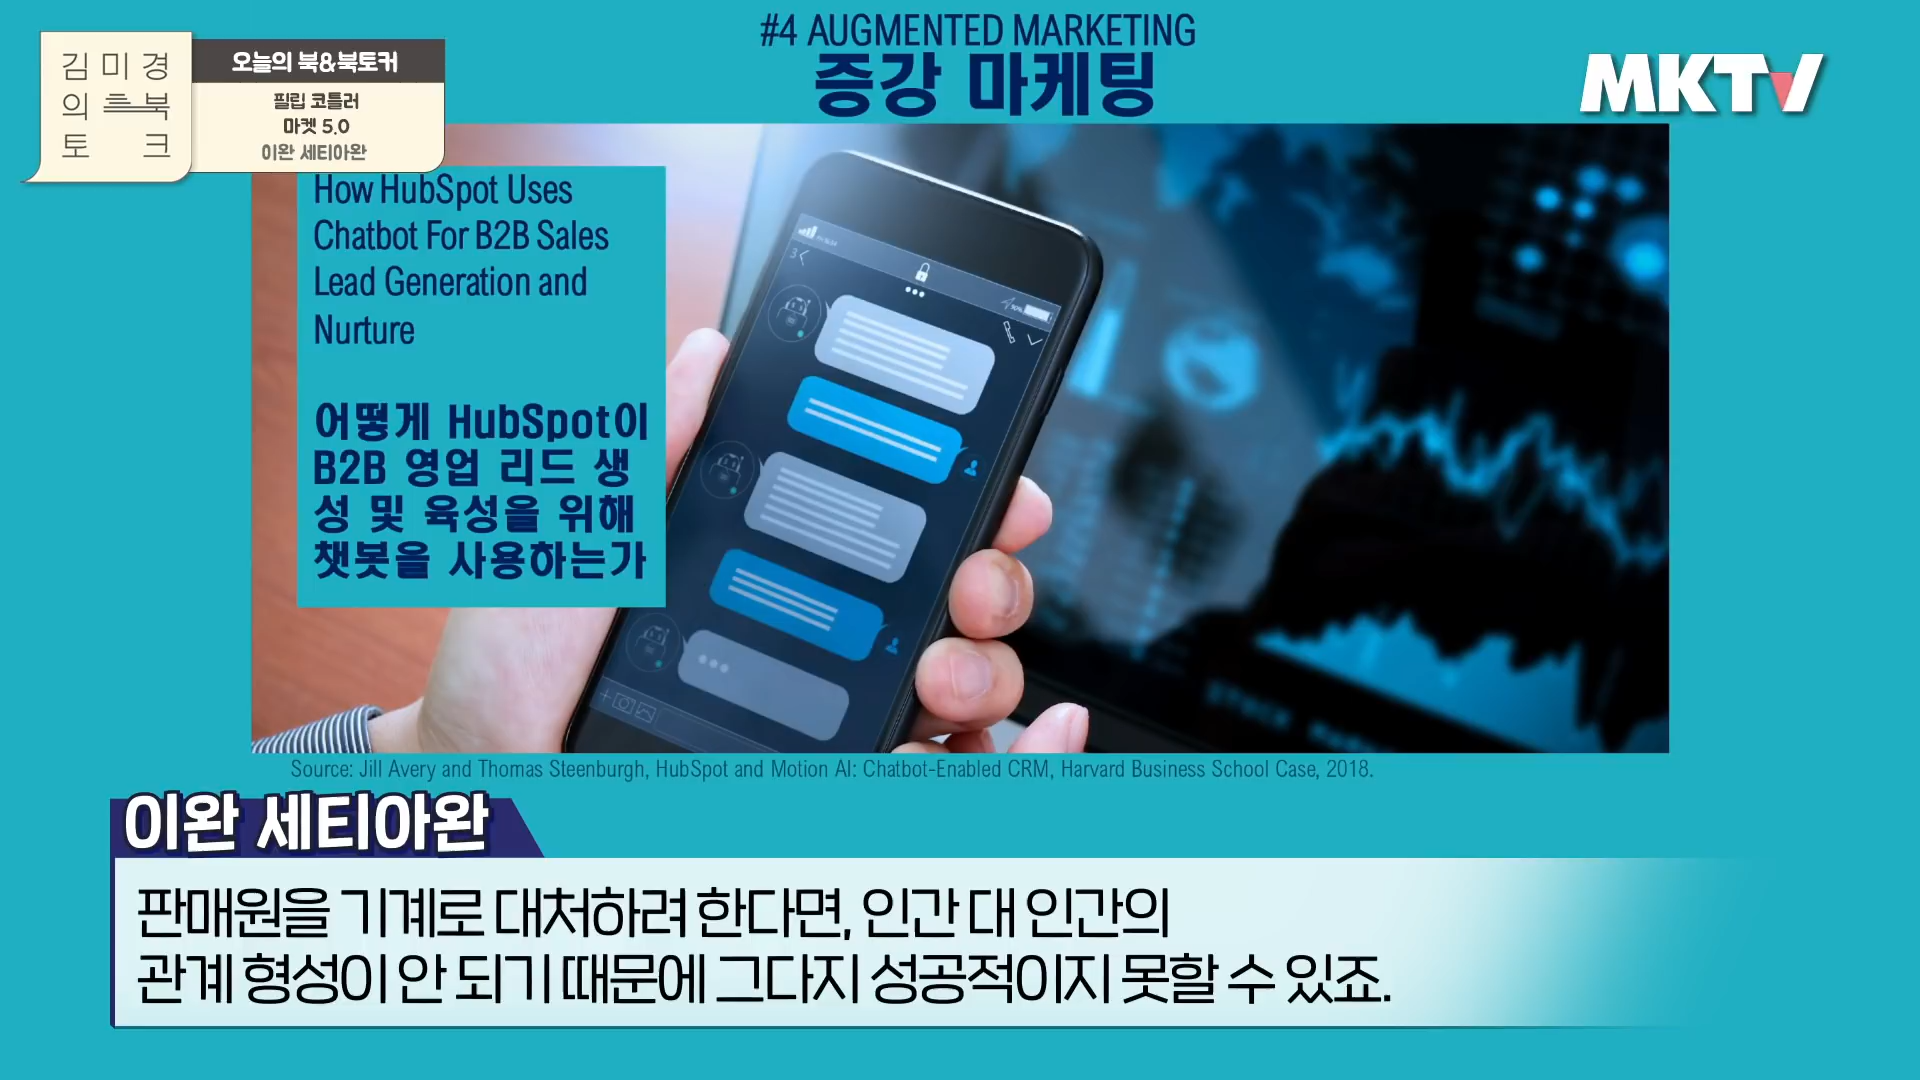 #4 AUGMENTED MARKETING
증강 마케팅
김미경
의 북
토크
오늘의 북&북토커
필립 코틀러
마켓 5.0
이완 세티아완
MKTV
How HubSpot Uses
Chatbot For B2B Sales
Lead Generation and
Nurture
어떻게 HubSpot이
B2B 영업 리드 생
성 및 육성을 위해
챗봇을 사용하는가
Source: Jill Avery and Thomas Steenburgh, HubSpot and Motion AI: Chatbot-Enabled CRM, Harvard Business School Case, 2018.
이완 세티아완
판매원을 기계로 대처하려 한다면, 인간 대 인간의
관계 형성이 안 되기 때문에 그다지 성공적이지 못할 수 있죠.